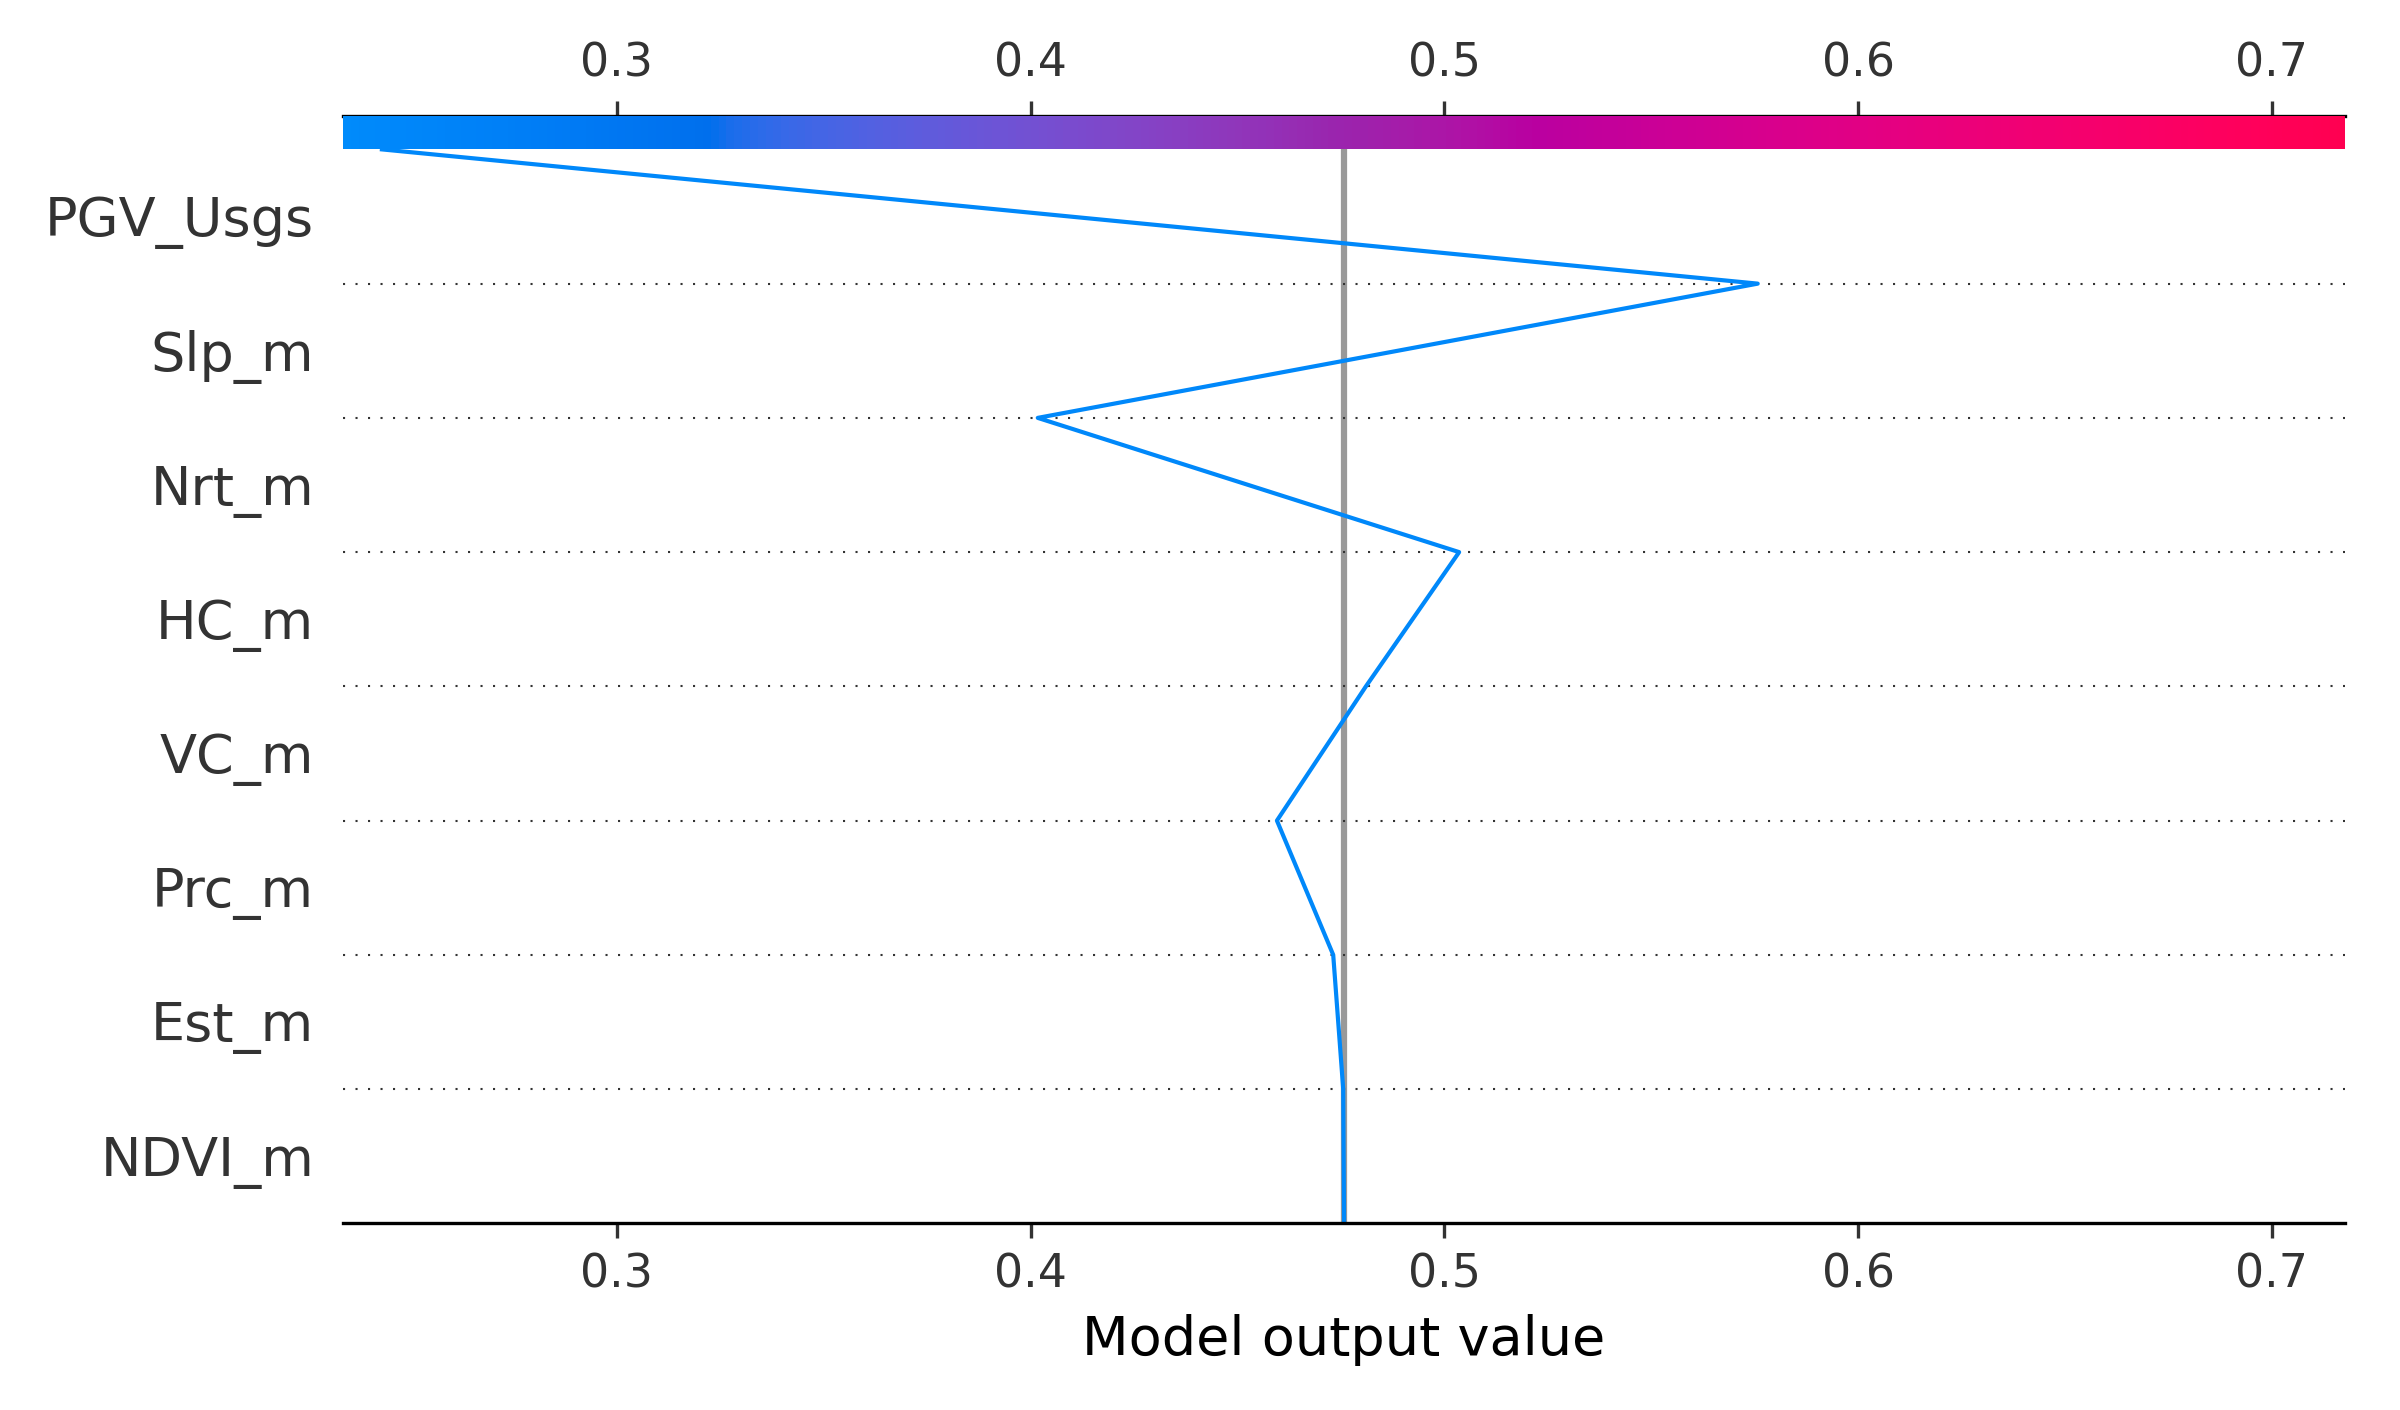 0.3 0.4 0.5 0.6 0.7
PGV_Usgs
Slp_m
Nrt_m
HC_m
VC_m
Prc_m
Est_m
NDVI_m
0.3 0.4 0.5 0.6 0.7
Model output value